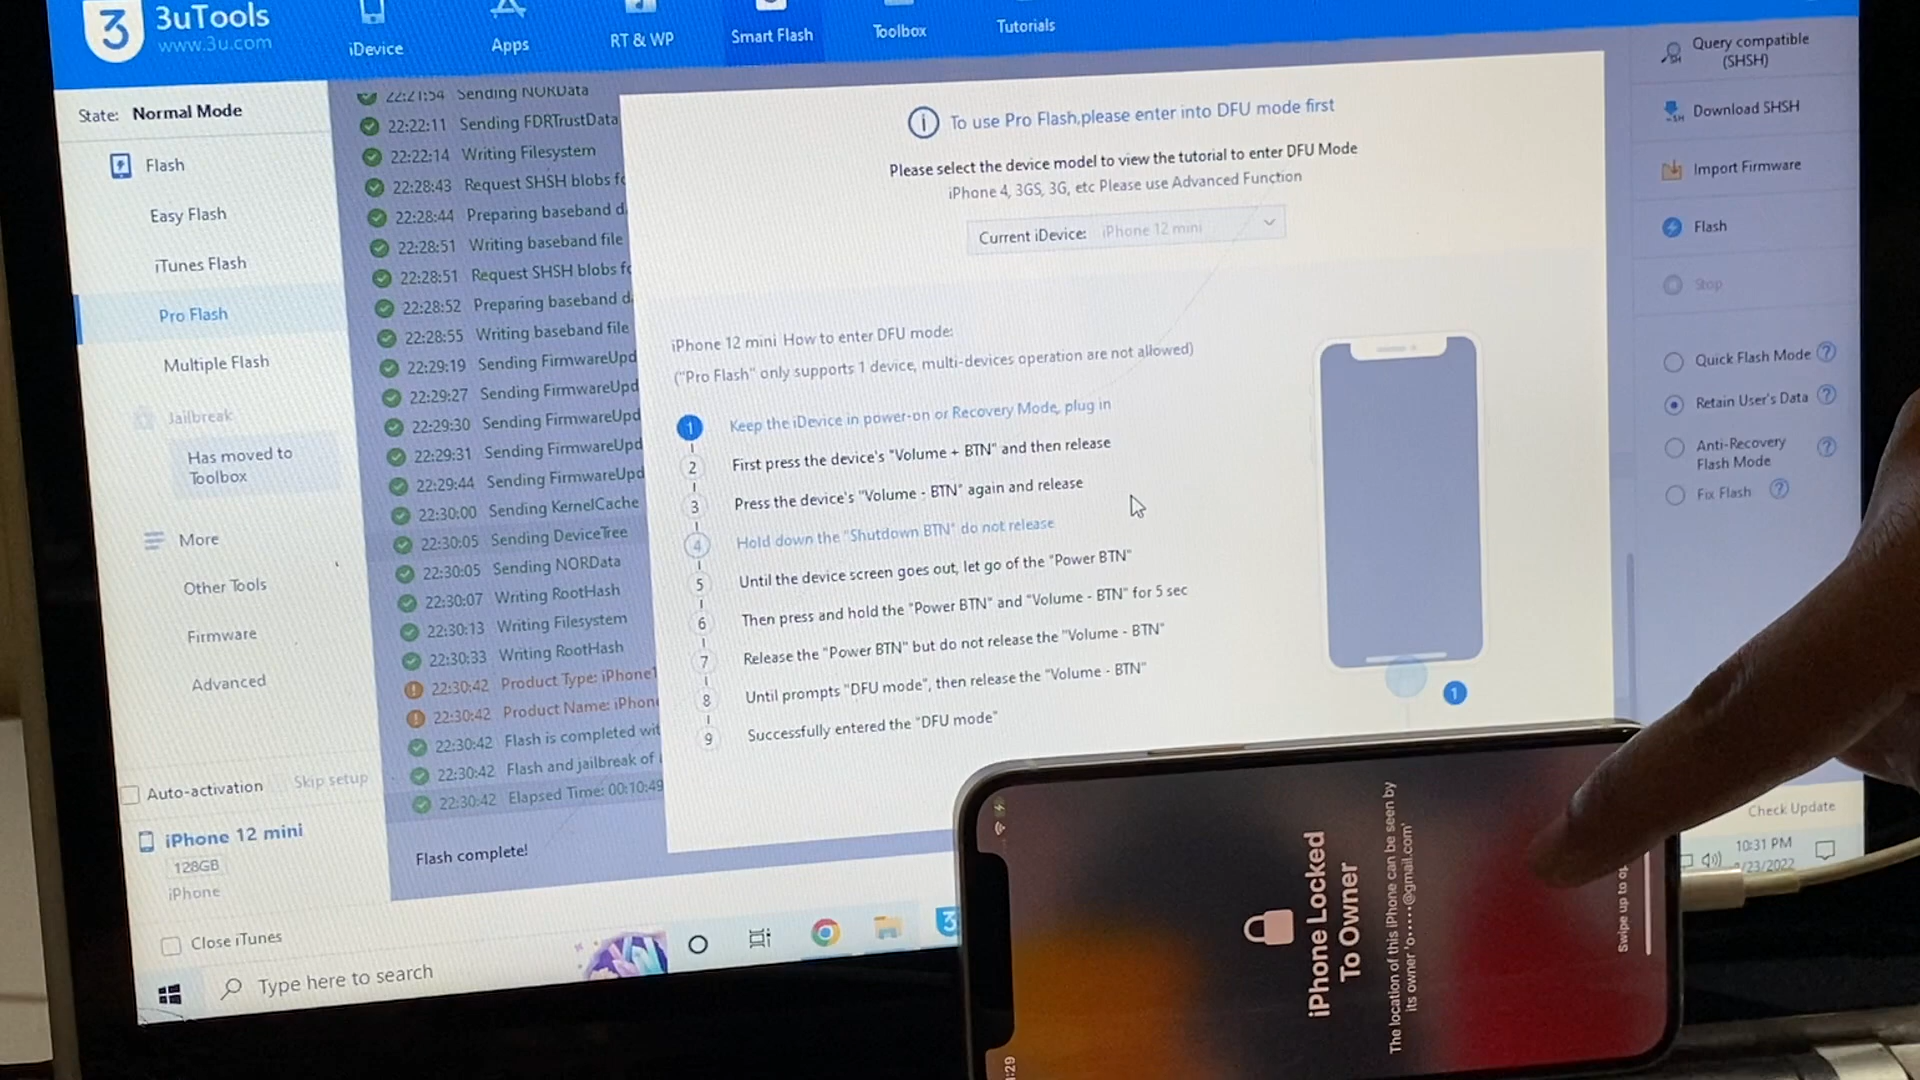 3
3uTools
www.3u.com
iDevice
Apps
RT & WP
Smart Flash
Toolbox
Tutorials
State: Normal Mode
Flash
Easy Flash
iTunes Flash
Pro Flash
Multiple Flash
Jailbreak
Has moved to
Toolbox
More
Other Tools
Firmware
Advanced
Auto-activation
Skip setup
iPhone 12 mini
128GB
iPhone
Close iTunes
22:21:54 Sending NORData
22:22:11 Sending FDRTrustData
22:22:14 Writing Filesystem
22:28:43 Request SHSH blobs fo
22:28:44 Preparing baseband d
22:28:51 Writing baseband file
22:28:51 Request SHSH blobs fo
22:28:52 Preparing baseband d
22:28:55 Writing baseband file
22:29:19 Sending FirmwareUpd
22:29:27 Sending FirmwareUpd
22:29:30 Sending FirmwareUpd
22:29:31 Sending FirmwareUpd
22:29:44 Sending FirmwareUpd
22:30:00 Sending KernelCache
22:30:05 Sending DeviceTree
22:30:05 Sending NORData
22:30:07 Writing RootHash
22:30:13 Writing Filesystem
22:30:33 Writing RootHash
22:30:42 Product Type: iPhone1
22:30:42 Product Name: iPhone
22:30:42 Flash is completed wit
22:30:42 Flash and jailbreak of
22:30:42 Elapsed Time: 00:10:49
Flash complete!
To use Pro Flash,please enter into DFU mode first
Please select the device model to view the tutorial to enter DFU Mode
iPhone 4, 3GS, 3G, etc Please use Advanced Function
Current iDevice: iPhone 12 mini
iPhone 12 mini How to enter DFU mode:
("Pro Flash" only supports 1 device, multi-devices operation are not allowed)
1 Keep the iDevice in power-on or Recovery Mode, plug in
2 First press the device's "Volume + BTN" and then release
3 Press the device's "Volume - BTN" again and release
4 Hold down the "Shutdown BTN" do not release
5 Until the device screen goes out, let go of the "Power BTN"
6 Then press and hold the "Power BTN" and "Volume - BTN" for 5 sec
7 Release the "Power BTN" but do not release the "Volume - BTN"
8 Until prompts "DFU mode", then release the "Volume - BTN"
9 Successfully entered the "DFU mode"
1
Query compatible
(SHSH)
Download SHSH
Import Firmware
Flash
Stop
Quick Flash Mode ?
Retain User's Data ?
Anti-Recovery
Flash Mode ?
Fix Flash ?
Check Update
10:31 PM
/23/2022
Type here to search
3
:29
iPhone Locked
To Owner
The location of this iPhone can be seen by
its owner 'o•••••@gmail.com'
Swipe up to